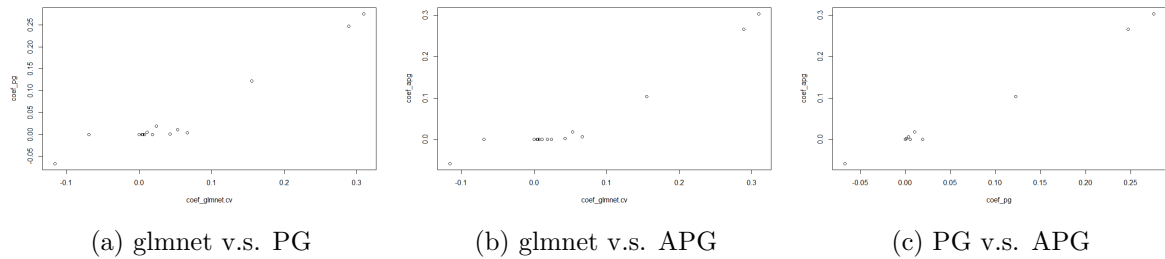 coef_pg
-0.05 0.00 0.05 0.10 0.15 0.20 0.25
-0.1 0.0 0.1 0.2 0.3
coef_glmnet.cv
(a) glmnet v.s. PG
coef_apg
0.0 0.1 0.2 0.3
-0.1 0.0 0.1 0.2 0.3
coef_glmnet.cv
(b) glmnet v.s. APG
coef_apg
0.0 0.1 0.2 0.3
-0.05 0.00 0.05 0.10 0.15 0.20 0.25
coef_pg
(c) PG v.s. APG